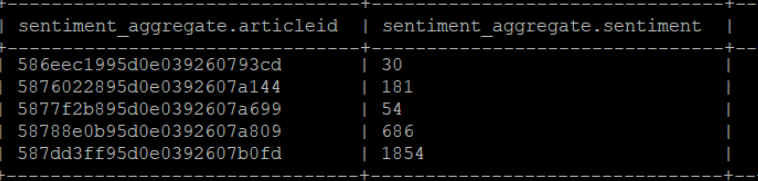 sentiment_aggregate.articleid | sentiment_aggregate.sentiment |
586eec1995d0e039260793cd | 30
5876022895d0e0392607a144 | 181
5877f2b895d0e0392607a699 | 54
58788e0b95d0e0392607a809 | 686
587dd3ff95d0e0392607b0fd | 1854